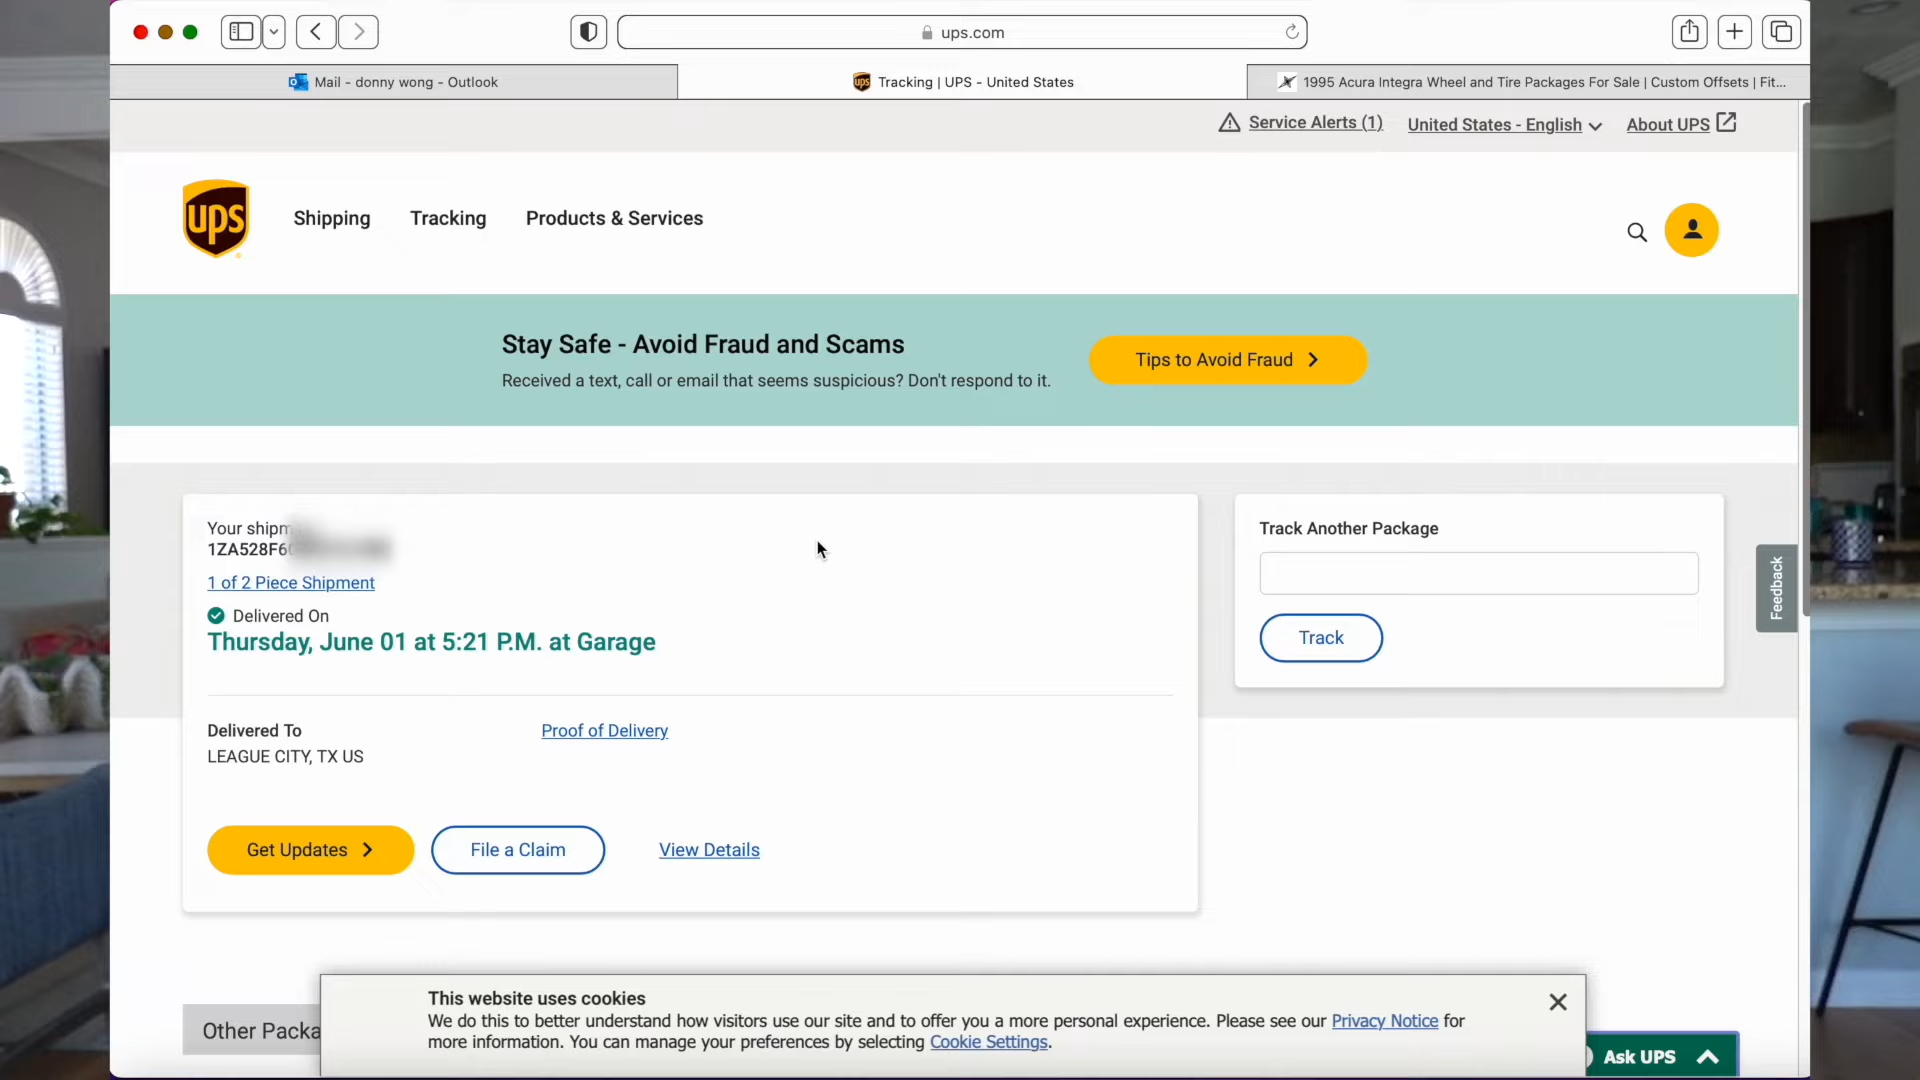 ups.com
Mail - donny wong - Outlook
Tracking | UPS - United States
1995 Acura Integra Wheel and Tire Packages For Sale | Custom Offsets | Fit...
Service Alerts (1)
United States - English
About UPS
ups
Shipping
Tracking
Products & Services
Stay Safe - Avoid Fraud and Scams
Received a text, call or email that seems suspicious? Don't respond to it.
Tips to Avoid Fraud
Your shipm
1ZA528F6
1 of 2 Piece Shipment
Delivered On
Thursday, June 01 at 5:21 P.M. at Garage
Delivered To
LEAGUE CITY, TX US
Proof of Delivery
Get Updates
File a Claim
View Details
Track Another Package
Track
Feedback
Other Packa
This website uses cookies
We do this to better understand how visitors use our site and to offer you a more personal experience. Please see our Privacy Notice for
more information. You can manage your preferences by selecting Cookie Settings.
Ask UPS